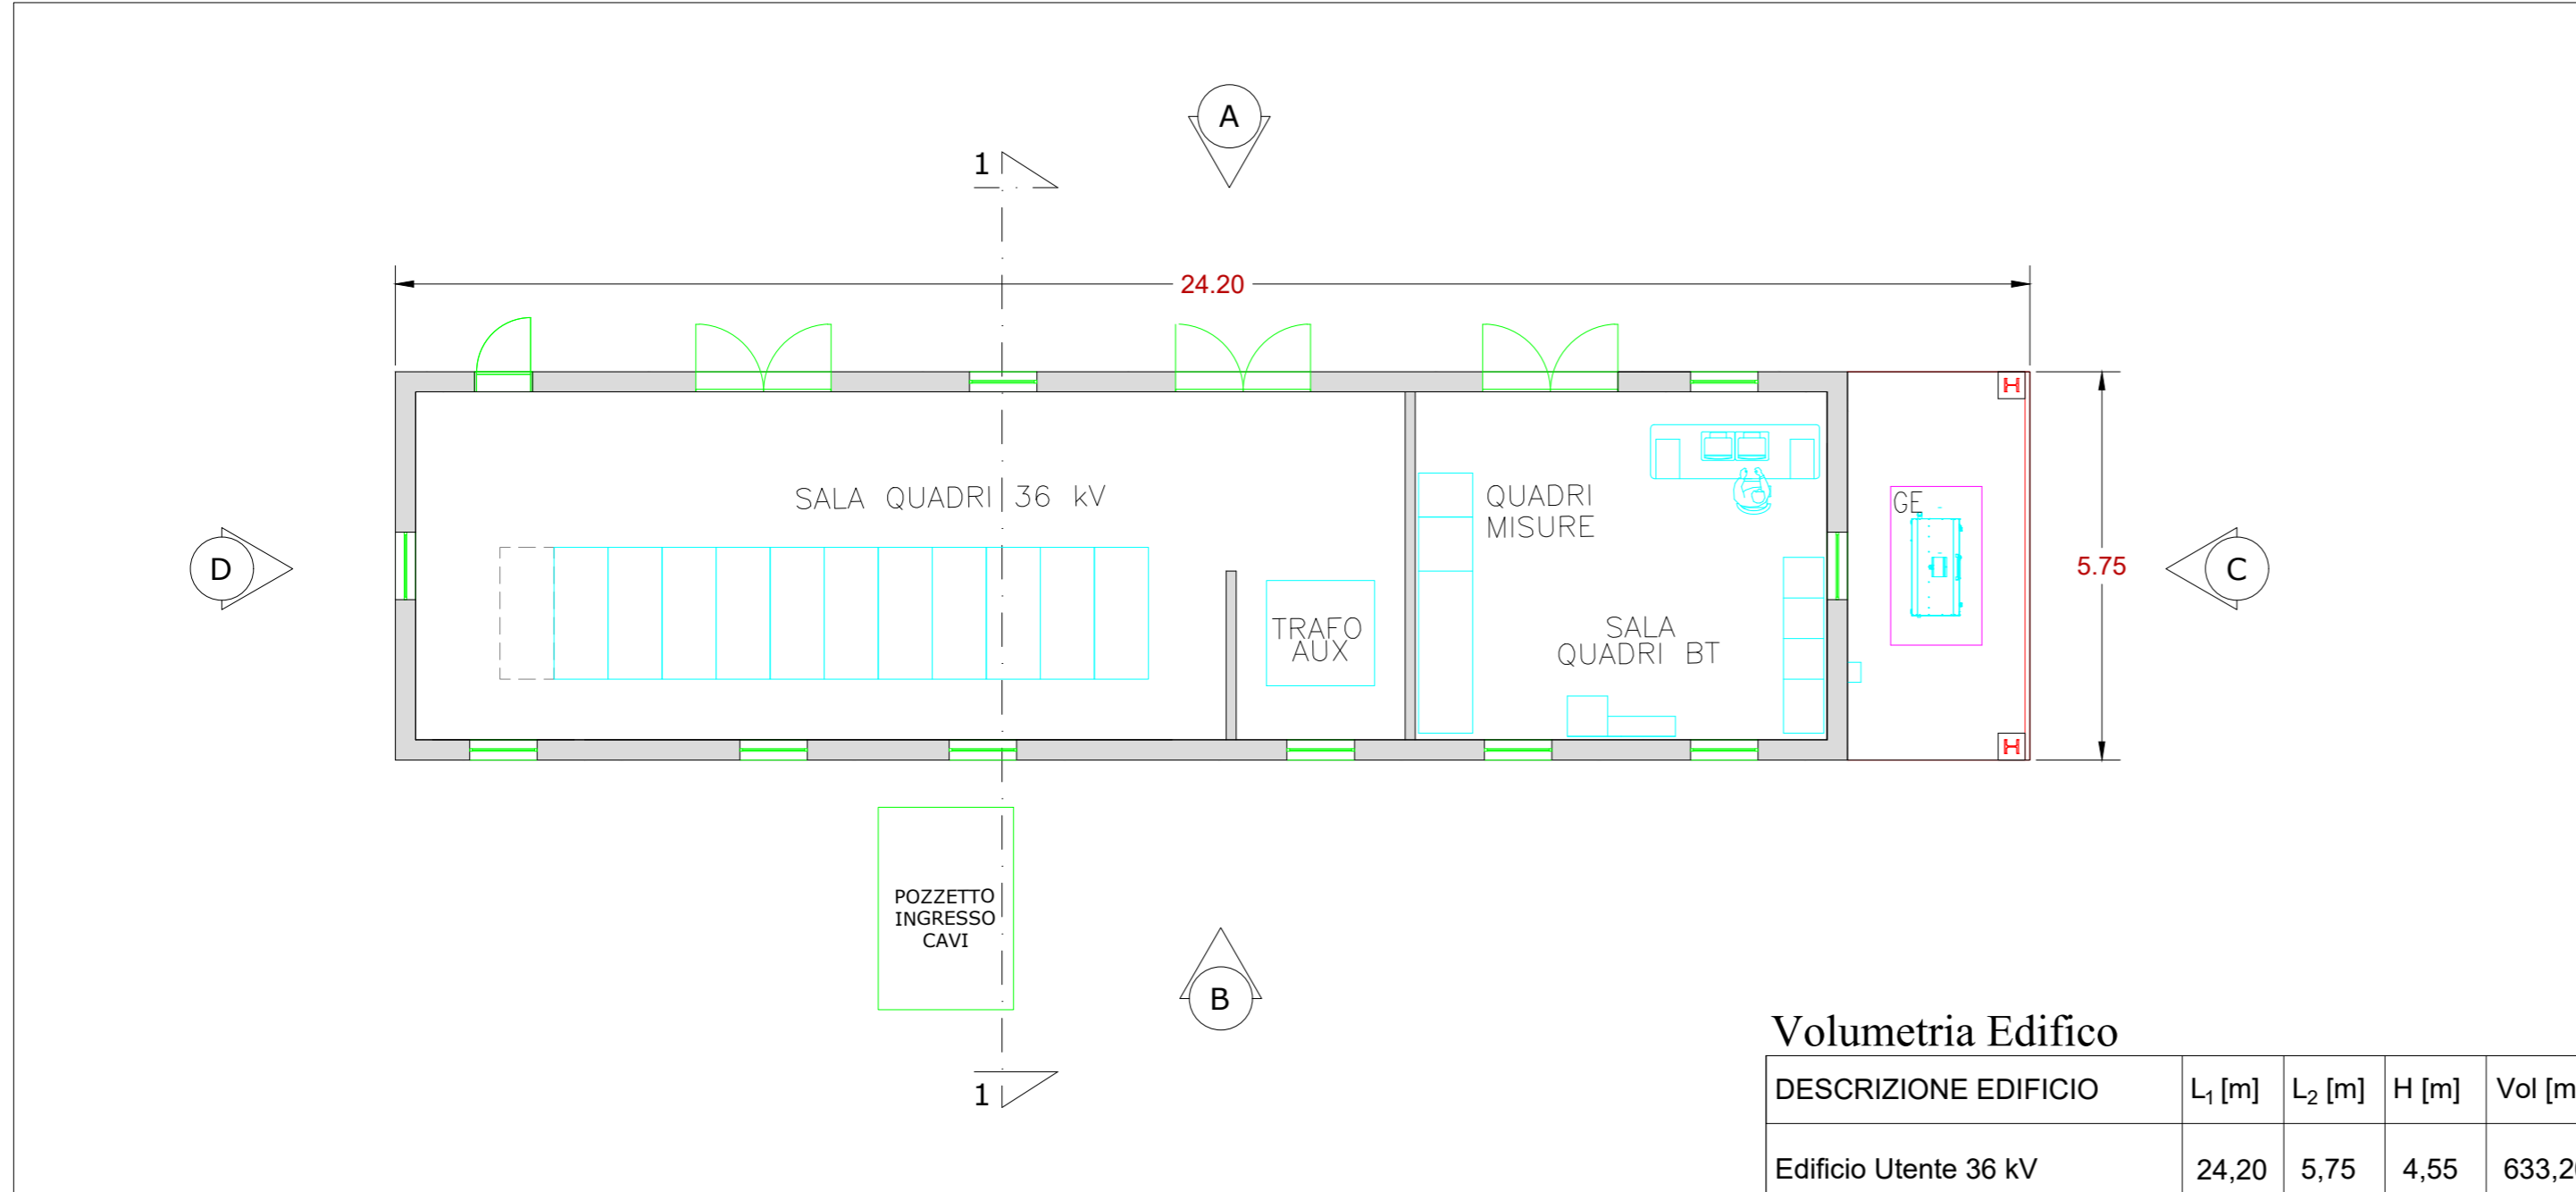 A
1
24.20
H
SALA QUADRI 36 kV
QUADRI
MISURE
GE
D
5.75
C
TRAFO
AUX
SALA
QUADRI BT
H
POZZETTO
INGRESSO
CAVI
B
1
Volumetria Edifico
DESCRIZIONE EDIFICIO L₁ [m] L₂ [m] H [m] Vol [m
Edificio Utente 36 kV 24,20 5,75 4,55